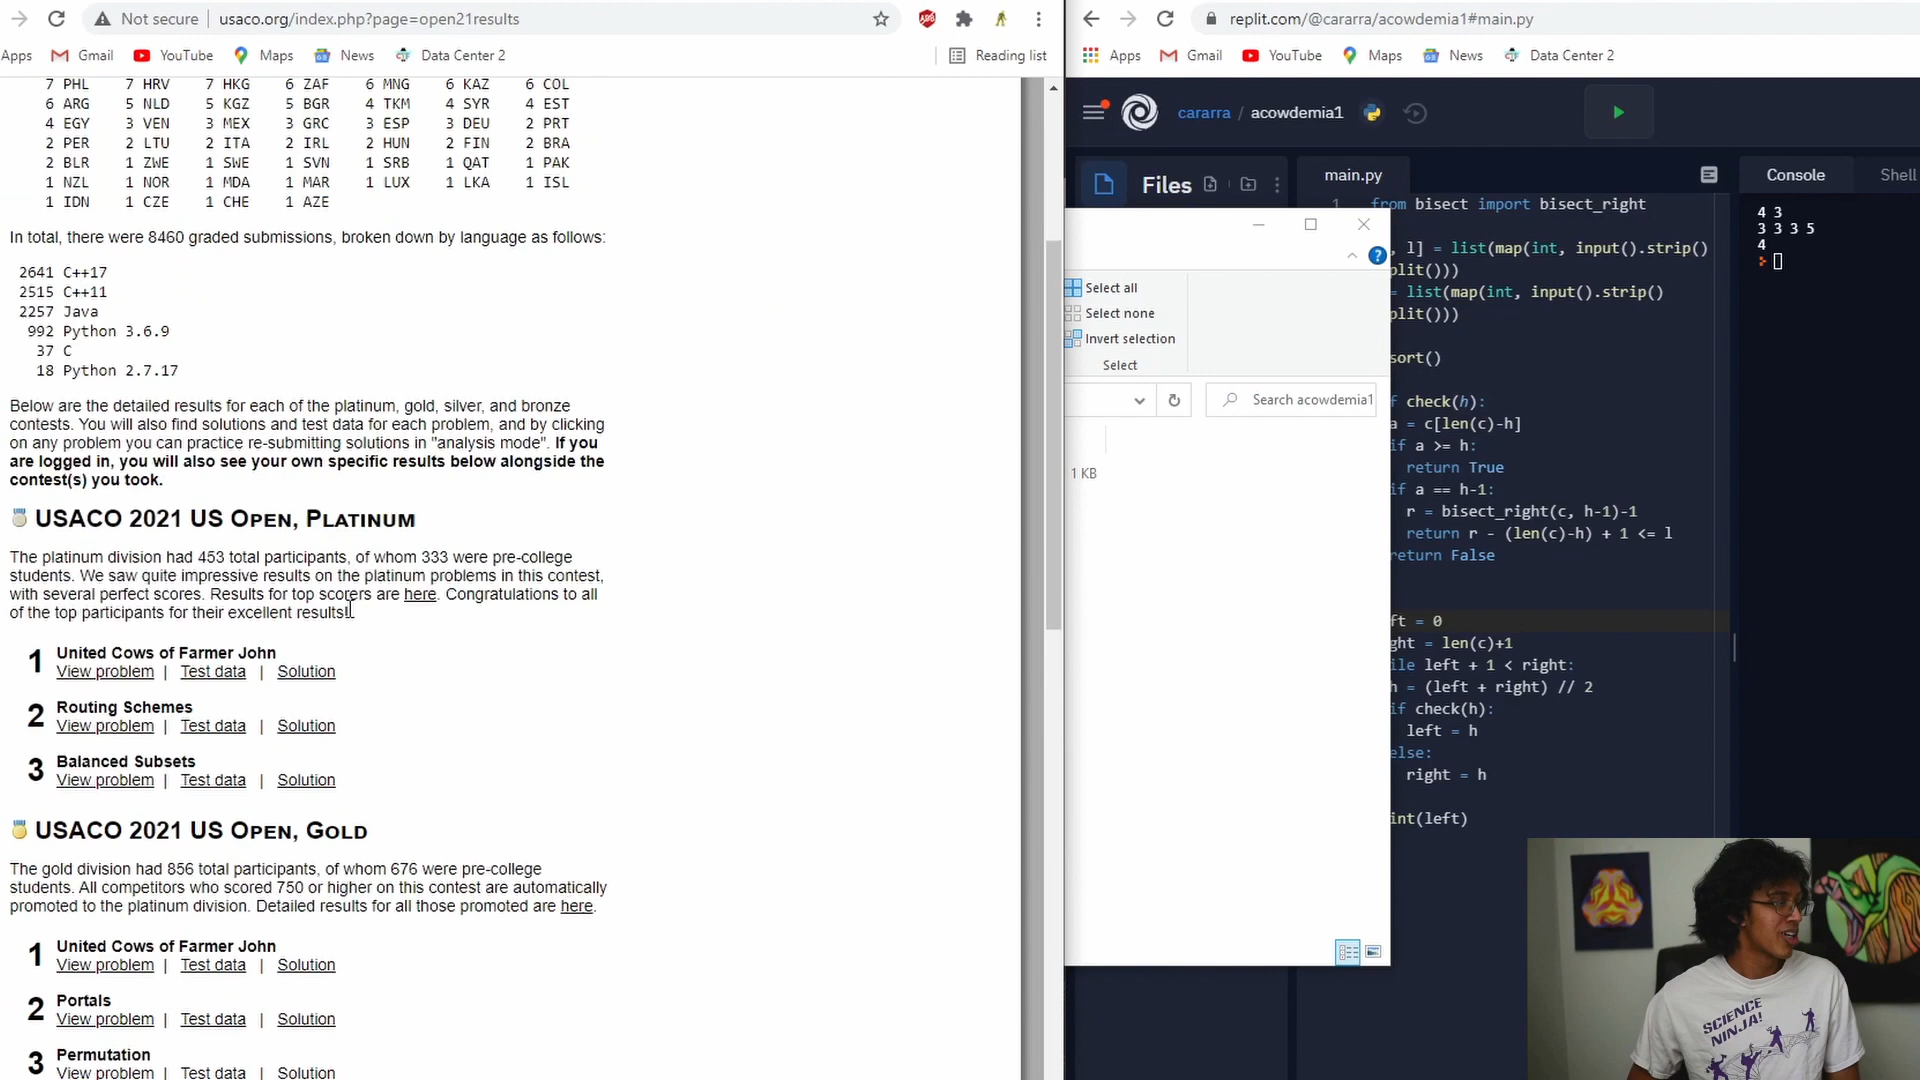 Not secure | usaco.org/index.php?page=open21results
Apps Gmail YouTube Maps News Data Center 2 Reading list
7 PHL 7 HRV 7 HKG 6 ZAF 6 MNG 6 KAZ 6 COL
6 ARG 5 NLD 5 KGZ 5 BGR 4 TKM 4 SYR 4 EST
4 EGY 3 VEN 3 MEX 3 GRC 3 ESP 3 DEU 2 PRT
2 PER 2 LTU 2 ITA 2 IRL 2 HUN 2 FIN 2 BRA
2 BLR 1 ZWE 1 SWE 1 SVN 1 SRB 1 QAT 1 PAK
1 NZL 1 NOR 1 MDA 1 MAR 1 LUX 1 LKA 1 ISL
1 IDN 1 CZE 1 CHE 1 AZE
In total, there were 8460 graded submissions, broken down by language as follows:
2641 C++17
2515 C++11
2257 Java
992 Python 3.6.9
37 C
18 Python 2.7.17
Below are the detailed results for each of the platinum, gold, silver, and bronze
contests. You will also find solutions and test data for each problem, and by clicking
on any problem you can practice re-submitting solutions in "analysis mode". If you
are logged in, you will also see your own specific results below alongside the
contest(s) you took.
USACO 2021 US Open, Platinum
The platinum division had 453 total participants, of whom 333 were pre-college
students. We saw quite impressive results on the platinum problems in this contest,
with several perfect scores. Results for top scorers are here. Congratulations to all
of the top participants for their excellent results!
1 United Cows of Farmer John
View problem | Test data | Solution
2 Routing Schemes
View problem | Test data | Solution
3 Balanced Subsets
View problem | Test data | Solution
USACO 2021 US Open, Gold
The gold division had 856 total participants, of whom 676 were pre-college
students. All competitors who scored 750 or higher on this contest are automatically
promoted to the platinum division. Detailed results for all those promoted are here.
1 United Cows of Farmer John
View problem | Test data | Solution
2 Portals
View problem | Test data | Solution
3 Permutation
View problem | Test data | Solution
replit.com/@cararra/acowdemia1#main.py
Apps Gmail YouTube Maps News Data Center 2
cararra / acowdemia1
Files
main.py
Console Shell
Select all
Select none
Invert selection
Select
Search acowdemia1
1 KB
1 from bisect import bisect_right
, l] = list(map(int, input().strip()
plit()))
= list(map(int, input().strip()
plit()))
sort()
f check(h):
a = c[len(c)-h]
if a >= h:
return True
if a == h-1:
r = bisect_right(c, h-1)-1
return r - (len(c)-h) + 1 <= l
return False
ft = 0
ght = len(c)+1
ile left + 1 < right:
h = (left + right) // 2
if check(h):
left = h
else:
right = h
int(left)
4 3
3 3 3 5
4
SCIENCE
NINJA!